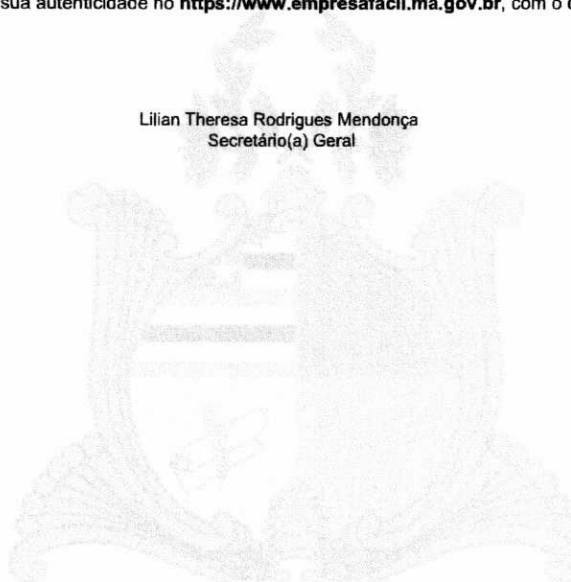 sua autenticidade no https://www.empresafacil.ma.gov.br, com o
Lilian Theresa Rodrigues Mendonça
Secretário(a) Geral